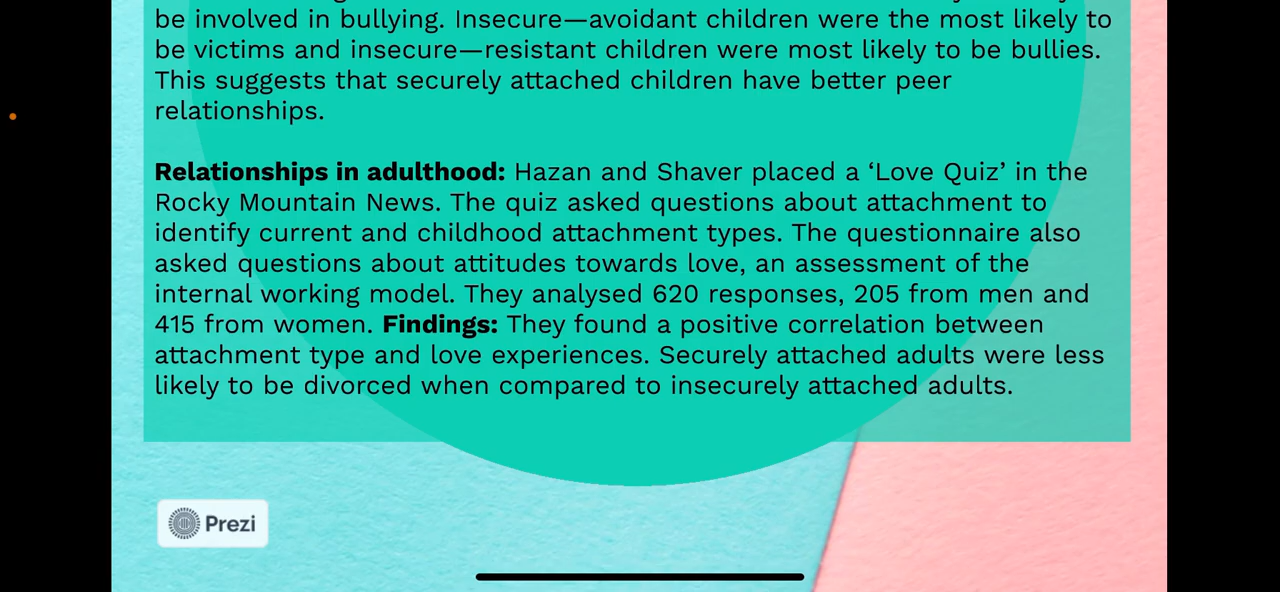 be involved in bullying. Insecure—avoidant children were the most likely to
be victims and insecure—resistant children were most likely to be bullies.
This suggests that securely attached children have better peer
relationships.
Relationships in adulthood: Hazan and Shaver placed a ‘Love Quiz’ in the
Rocky Mountain News. The quiz asked questions about attachment to
identify current and childhood attachment types. The questionnaire also
asked questions about attitudes towards love, an assessment of the
internal working model. They analysed 620 responses, 205 from men and
415 from women. Findings: They found a positive correlation between
attachment type and love experiences. Securely attached adults were less
likely to be divorced when compared to insecurely attached adults.
Prezi